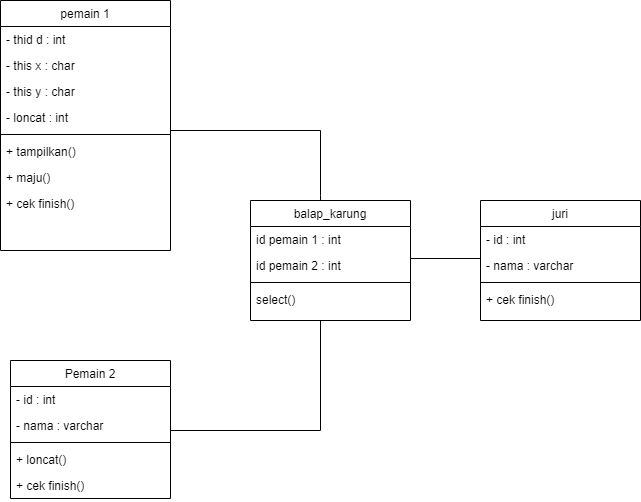 pemain 1
- thid d : int
- this x : char
- this y : char
- loncat : int
+ tampilkan()
+ maju()
+ cek finish()
balap_karung
id pemain 1 : int
id pemain 2 : int
select()
juri
- id : int
- nama : varchar
+ cek finish()
Pemain 2
- id : int
- nama : varchar
+ loncat()
+ cek finish()